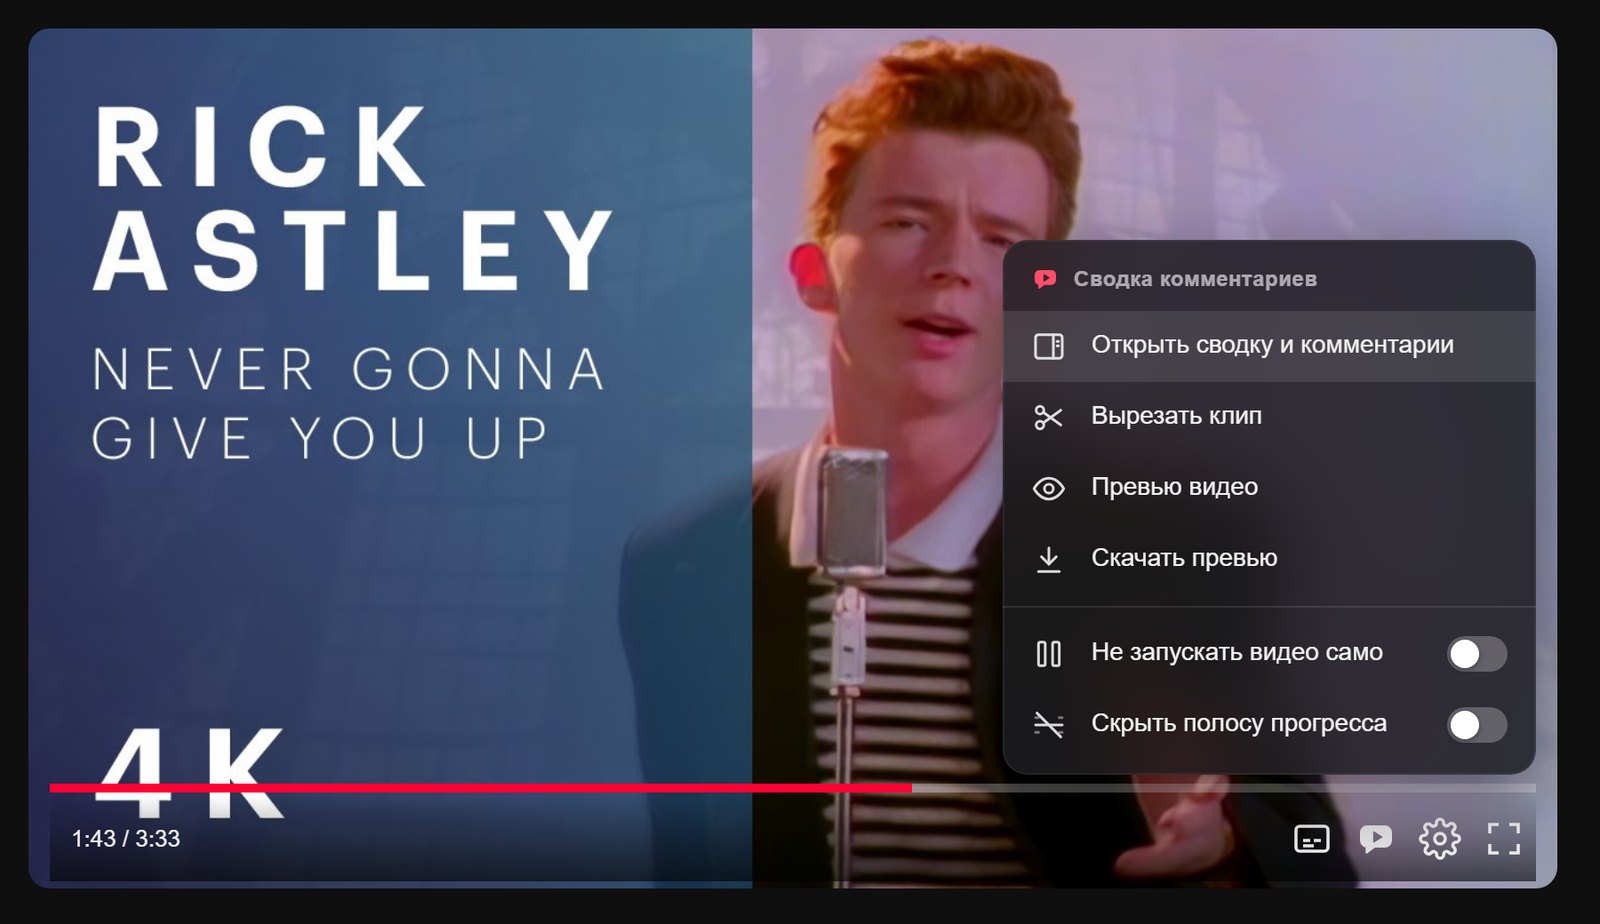 RICK
ASTLEY
NEVER GONNA
GIVE YOU UP
4K
Сводка комментариев
Открыть сводку и комментарии
Вырезать клип
Превью видео
Скачать превью
Не запускать видео само
Скрыть полосу прогресса
1:43 / 3:33